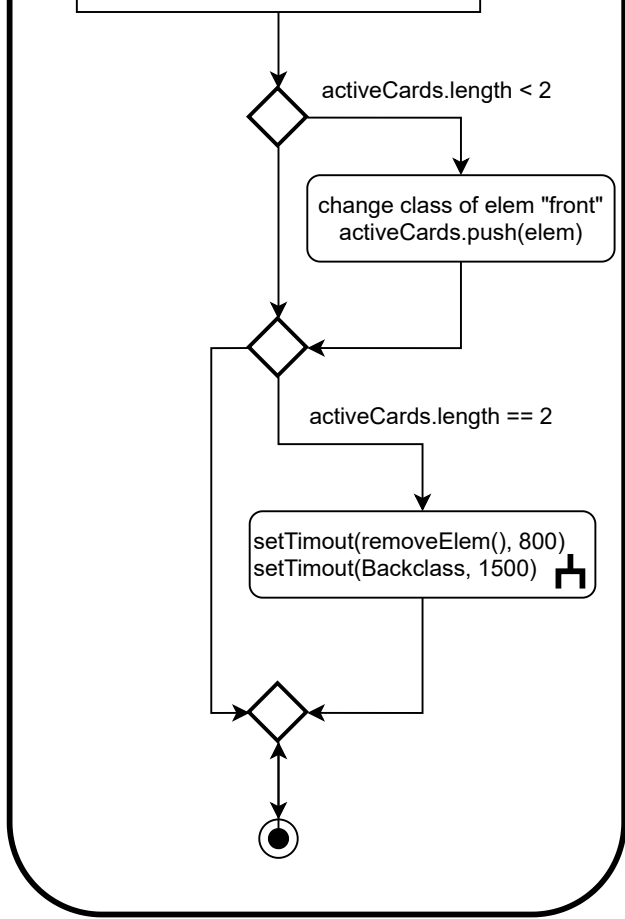 activeCards.length < 2
change class of elem "front"
activeCards.push(elem)
activeCards.length == 2
setTimout(removeElem(), 800)
setTimout(Backclass, 1500)